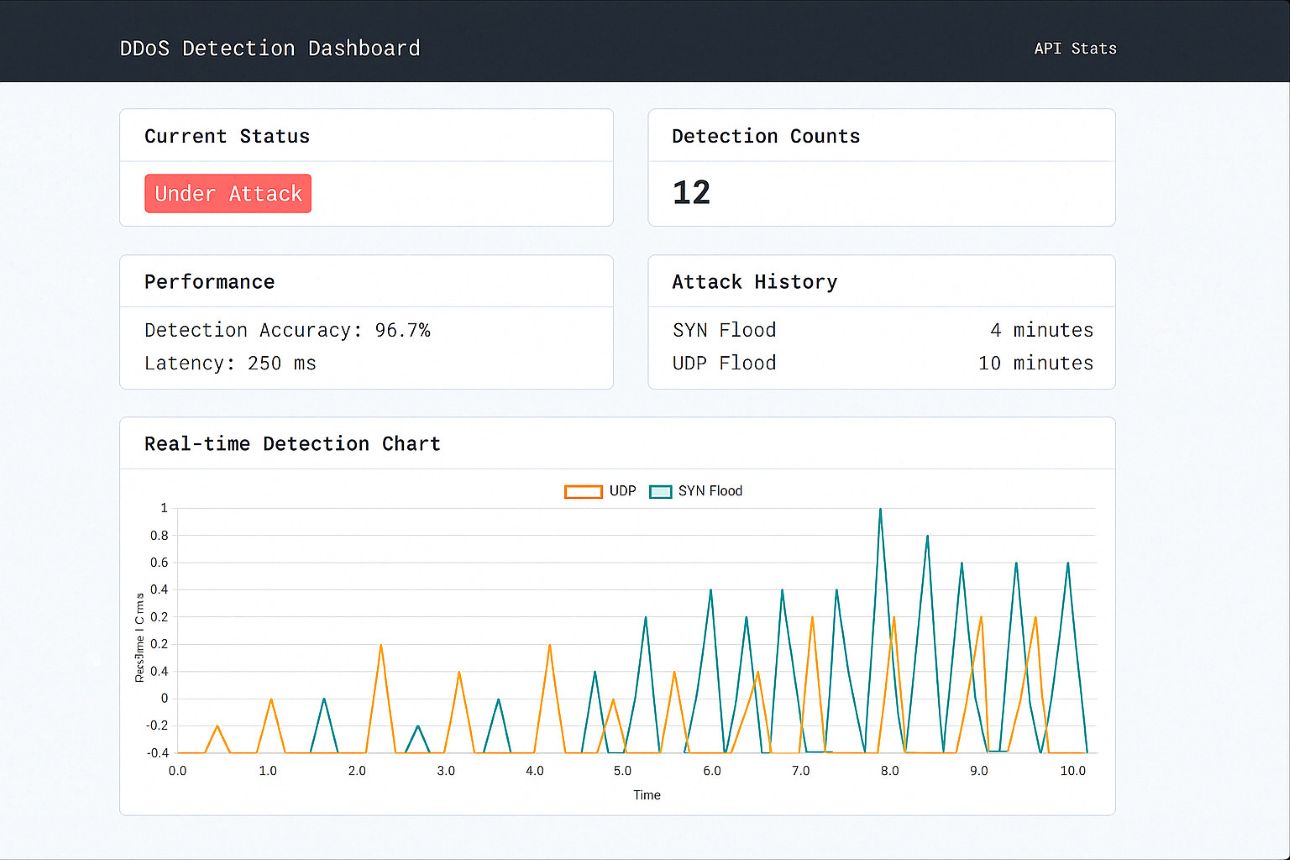 DDoS Detection Dashboard
API Stats
Current Status
Under Attack
Detection Counts
12
Performance
Detection Accuracy: 96.7%
Latency: 250 ms
Attack History
SYN Flood 4 minutes
UDP Flood 10 minutes
Real-time Detection Chart
UDP SYN Flood
1
0.8
0.6
0.4
0.2
0.2
0.4
0
-0.2
-0.4
0.0 1.0 2.0 3.0 4.0 5.0 6.0 7.0 8.0 9.0 10.0
Time